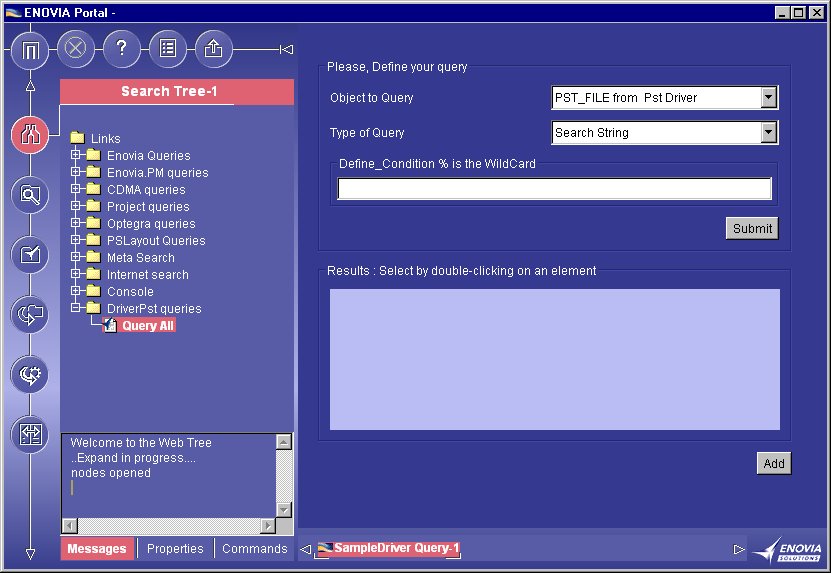 ENOVIA Portal -
?
Search Tree-1
Links
Enovia Queries
Enovia.PM queries
CDMA queries
Project queries
Optegra queries
PSLayout Queries
Meta Search
Internet search
Console
DriverPst queries
Query All
Welcome to the Web Tree
..Expand in progress....
nodes opened
Messages Properties Commands
Please, Define your query
Object to Query PST_FILE from Pst Driver
Type of Query Search String
Define_Condition % is the WildCard
Submit
Results : Select by double-clicking on an element
Add
SampleDriver Query-1
ENOVIA
SOLUTIONS